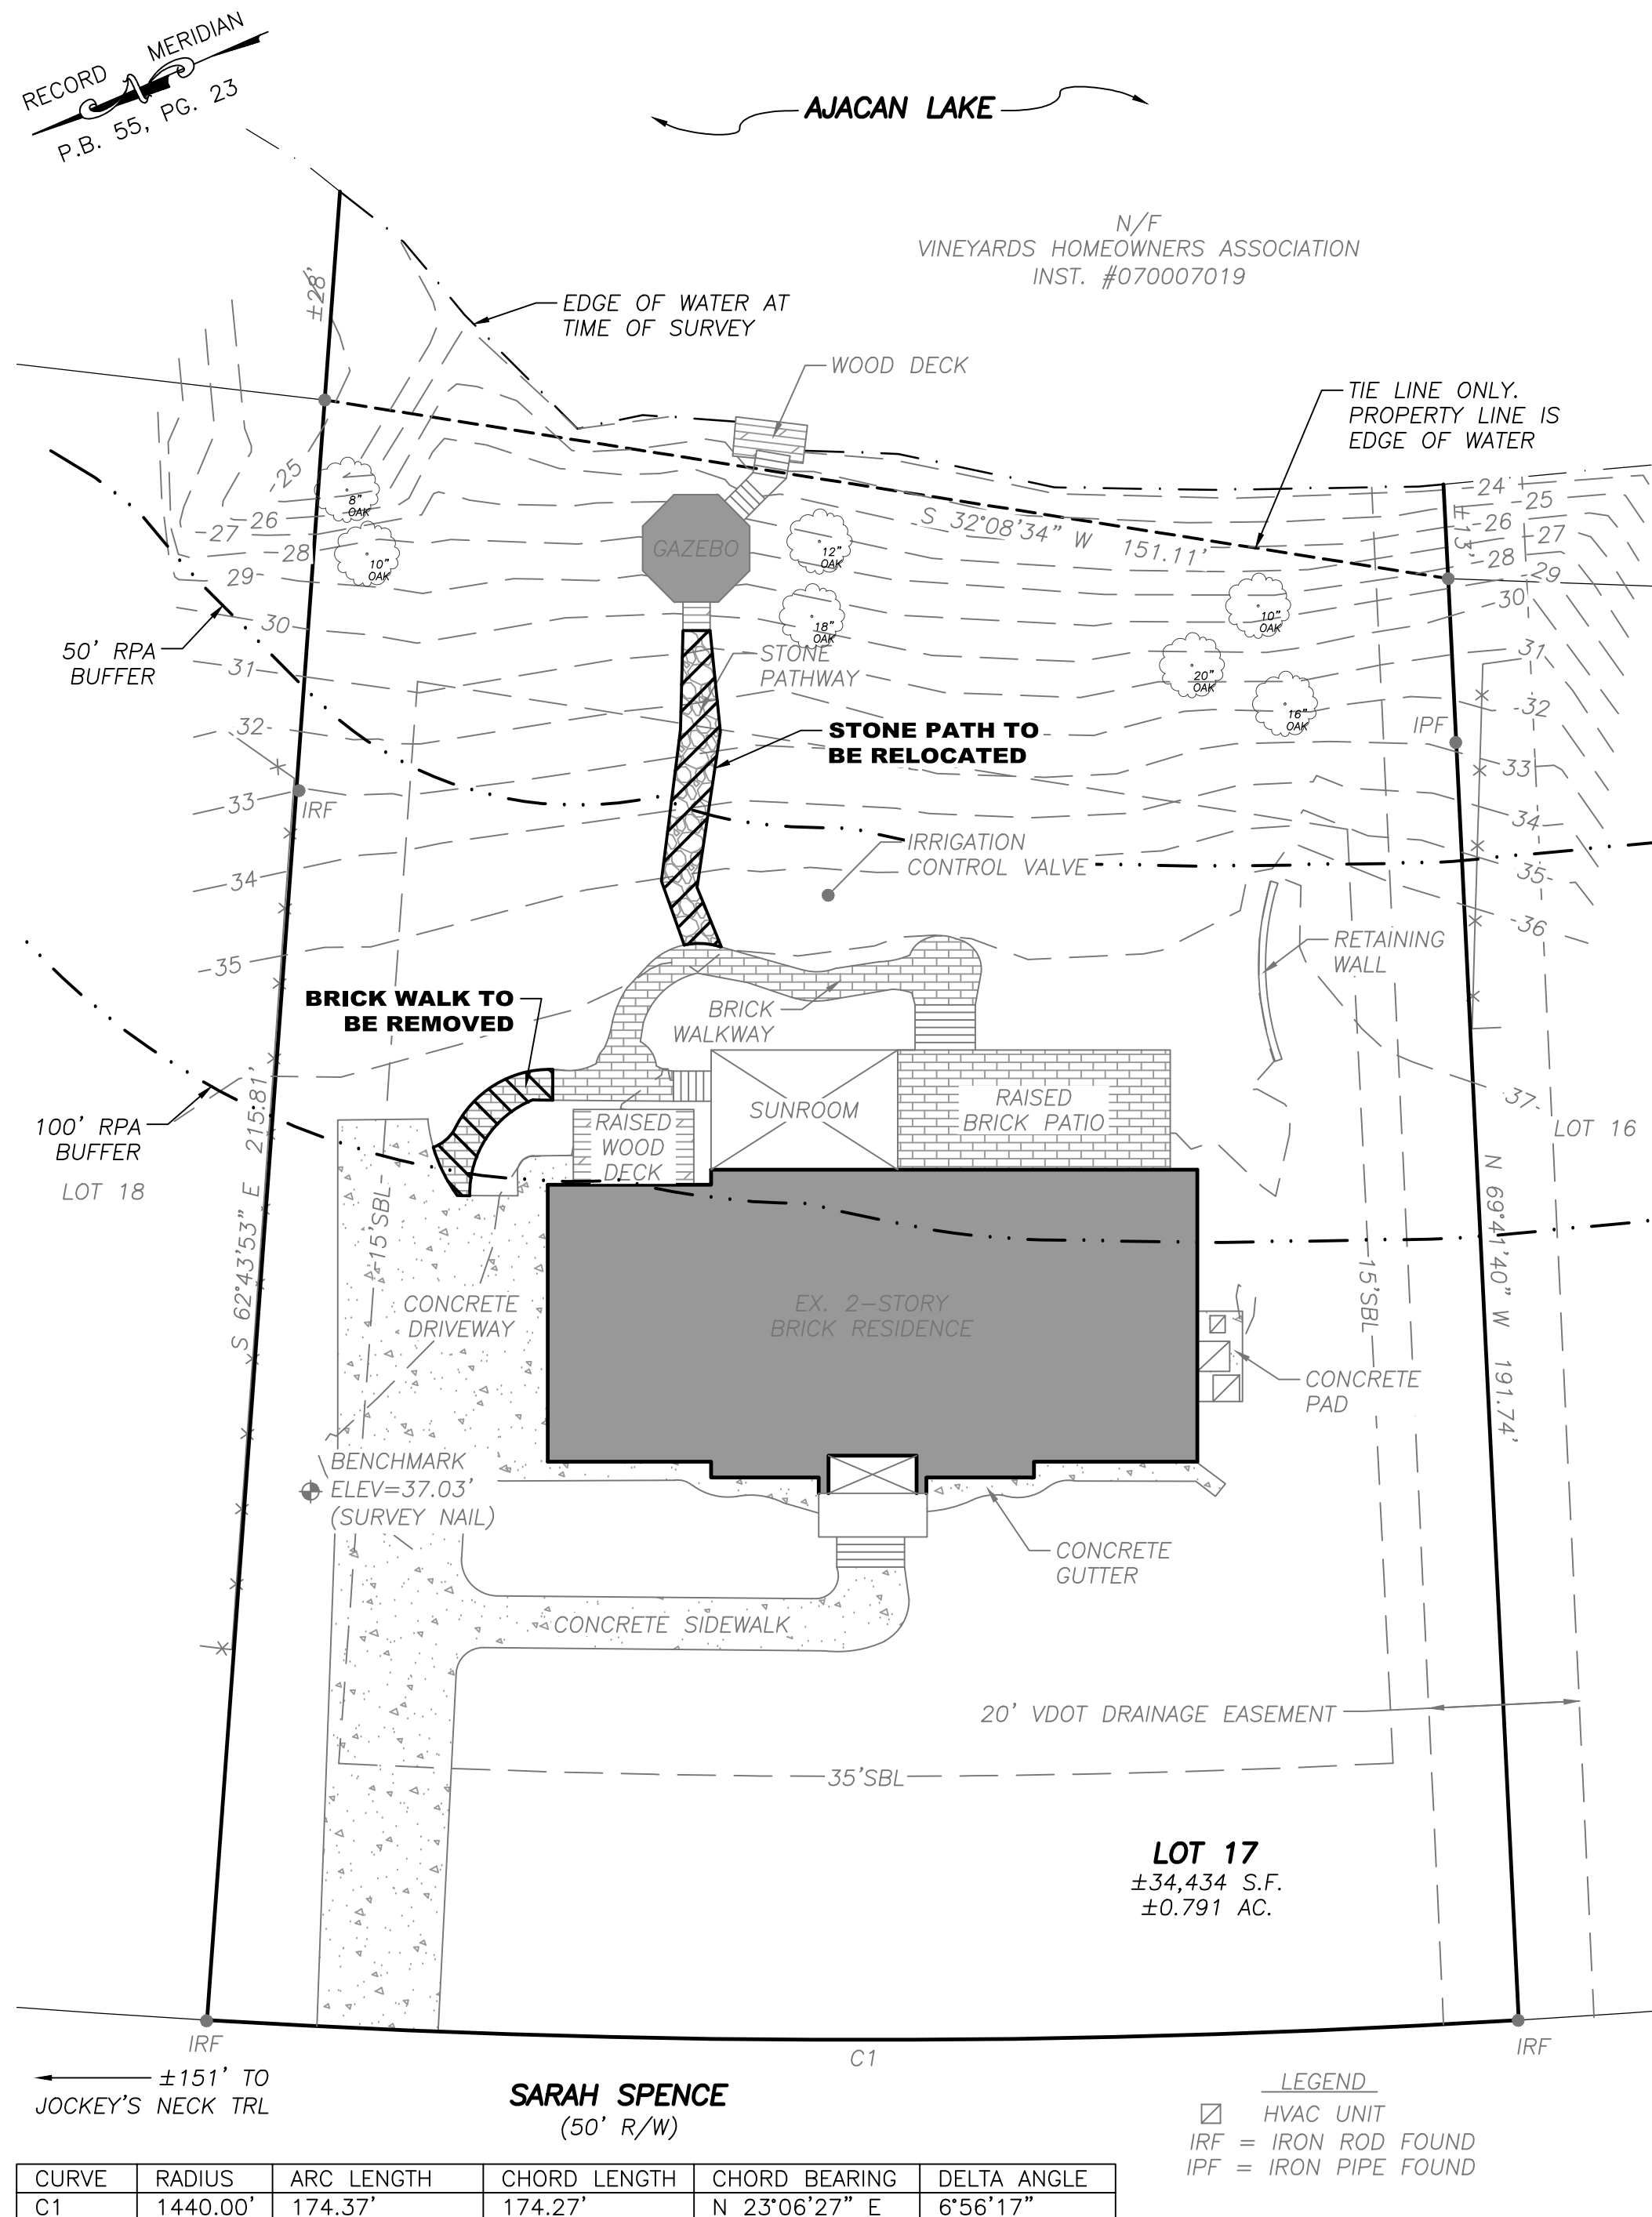 RECORD MERIDIAN
N
P.B. 55, PG. 23
AJACAN LAKE
N/F
VINEYARDS HOMEOWNERS ASSOCIATION
INST. #070007019
±28'
EDGE OF WATER AT
TIME OF SURVEY
WOOD DECK
TIE LINE ONLY.
PROPERTY LINE IS
EDGE OF WATER
25
26
27
28
29
30
31
32
33
34
35
8"
OAK
10"
OAK
GAZEBO
12"
OAK
18"
OAK
S 32°08'34" W 151.11'
10"
OAK
20"
OAK
16"
OAK
24
25
26
27
28
29
30
31
32
33
34
35
36
37
±13'
50' RPA
BUFFER
STONE
PATHWAY
STONE PATH TO
BE RELOCATED
IPF
IRF
IRRIGATION
CONTROL VALVE
RETAINING
WALL
BRICK WALK TO
BE REMOVED
BRICK
WALKWAY
100' RPA
BUFFER
LOT 18
RAISED
WOOD
DECK
SUNROOM
RAISED
BRICK PATIO
LOT 16
S 62°43'53" E 215.81'
15'SBL
N 69°41'40" W 191.74'
15'SBL
CONCRETE
DRIVEWAY
EX. 2-STORY
BRICK RESIDENCE
CONCRETE
PAD
BENCHMARK
ELEV=37.03'
(SURVEY NAIL)
CONCRETE
GUTTER
CONCRETE SIDEWALK
20' VDOT DRAINAGE EASEMENT
35'SBL
LOT 17
±34,434 S.F.
±0.791 AC.
IRF
C1
IRF
±151' TO
JOCKEY'S NECK TRL
SARAH SPENCE
(50' R/W)
LEGEND
HVAC UNIT
IRF = IRON ROD FOUND
IPF = IRON PIPE FOUND
CURVE RADIUS ARC LENGTH CHORD LENGTH CHORD BEARING DELTA ANGLE
C1 1440.00' 174.37' 174.27' N 23°06'27" E 6°56'17"